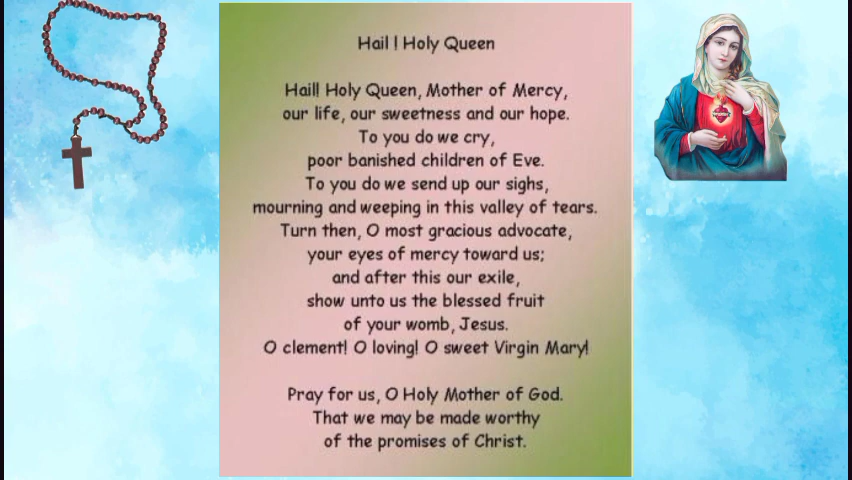 Hail ! Holy Queen
Hail! Holy Queen, Mother of Mercy,
our life, our sweetness and our hope.
To you do we cry,
poor banished children of Eve.
To you do we send up our sighs,
mourning and weeping in this valley of tears.
Turn then, O most gracious advocate,
your eyes of mercy toward us;
and after this our exile,
show unto us the blessed fruit
of your womb, Jesus.
O clement! O loving! O sweet Virgin Mary!
Pray for us, O Holy Mother of God.
That we may be made worthy
of the promises of Christ.